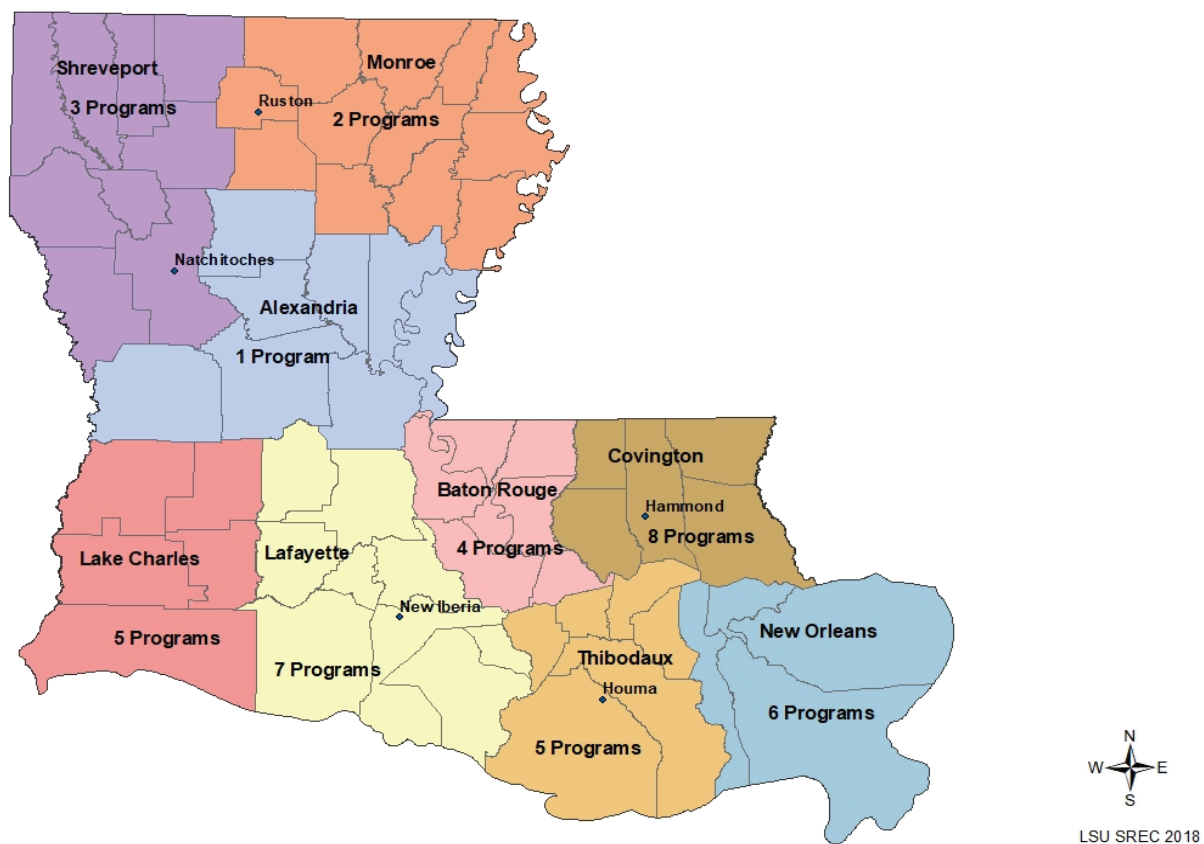 Shreveport
3 Programs
Monroe
Ruston
2 Programs
Natchitoches
Alexandria
1 Program
Covington
Baton Rouge
Hammond
8 Programs
4 Programs
Lake Charles
Lafayette
New Iberia
5 Programs
7 Programs
New Orleans
Thibodaux
Houma
6 Programs
5 Programs
N
W E
S
LSU SREC 2018